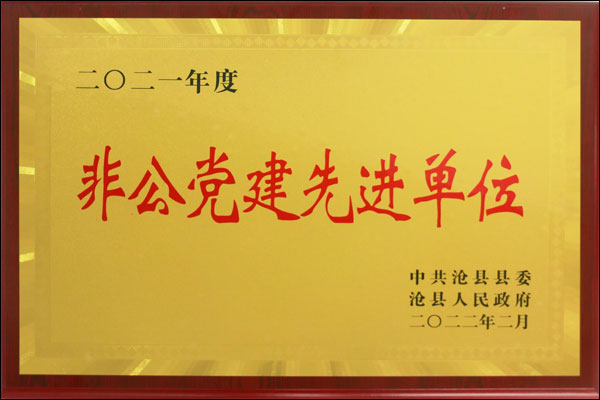 二〇二一年度
非公党建先进单位
中共沧县县委
沧县人民政府
二〇二二年二月